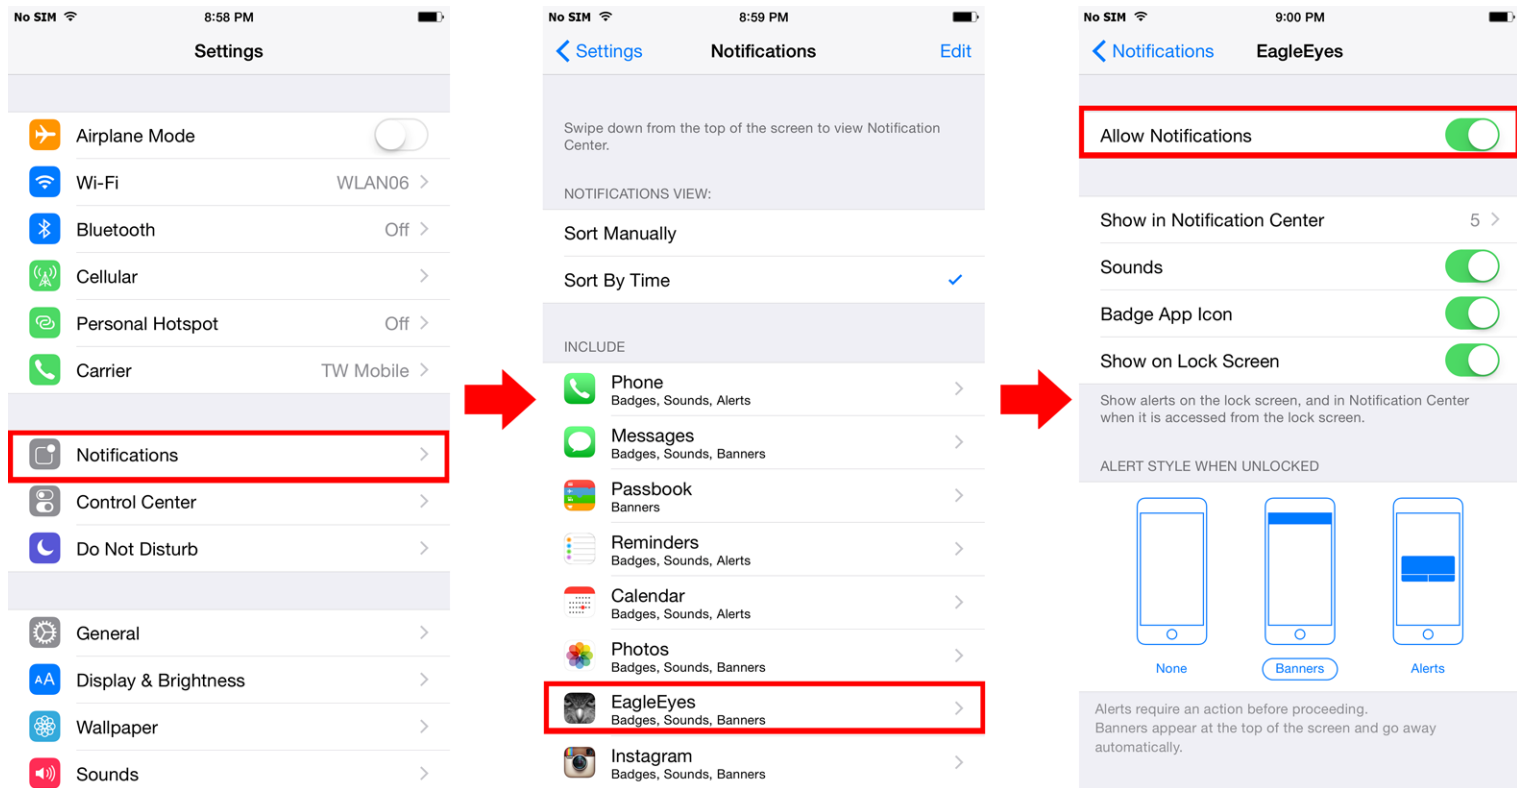 No SIM 8:58 PM
Settings
Airplane Mode
Wi-Fi WLAN06
Bluetooth Off
Cellular
Personal Hotspot Off
Carrier TW Mobile
Notifications
Control Center
Do Not Disturb
General
AA Display & Brightness
Wallpaper
Sounds
No SIM 8:59 PM
Settings Notifications Edit
Swipe down from the top of the screen to view Notification
Center.
NOTIFICATIONS VIEW:
Sort Manually
Sort By Time
INCLUDE
Phone
Badges, Sounds, Alerts
Messages
Badges, Sounds, Banners
Passbook
Banners
Reminders
Badges, Sounds, Alerts
Calendar
Badges, Sounds, Alerts
Photos
Badges, Sounds, Banners
EagleEyes
Badges, Sounds, Banners
Instagram
Badges, Sounds, Banners
No SIM 9:00 PM
Notifications EagleEyes
Allow Notifications
Show in Notification Center 5
Sounds
Badge App Icon
Show on Lock Screen
Show alerts on the lock screen, and in Notification Center
when it is accessed from the lock screen.
ALERT STYLE WHEN UNLOCKED
None Banners Alerts
Alerts require an action before proceeding.
Banners appear at the top of the screen and go away
automatically.